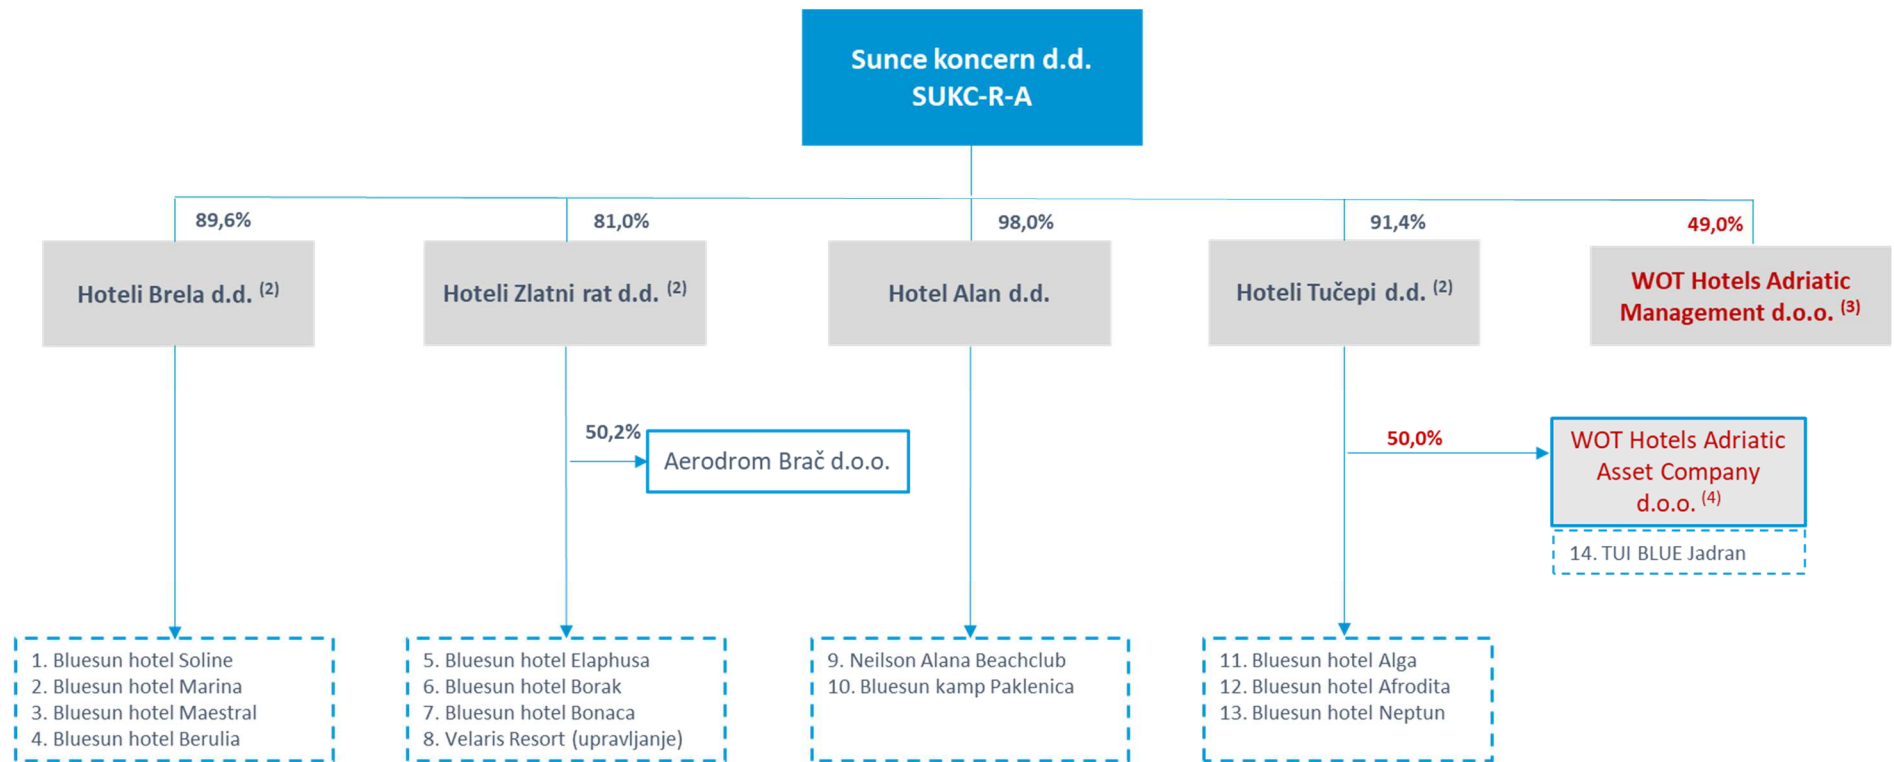 Sunce koncern d.d.
SUKC-R-A
89,6%
81,0%
98,0%
91,4%
49,0%
Hoteli Brela d.d. (2)
Hoteli Zlatni rat d.d. (2)
Hotel Alan d.d.
Hoteli Tučepi d.d. (2)
WOT Hotels Adriatic
Management d.o.o. (3)
50,2%
Aerodrom Brač d.o.o.
50,0%
WOT Hotels Adriatic
Asset Company
d.o.o. (4)
14. TUI BLUE Jadran
1. Bluesun hotel Soline
2. Bluesun hotel Marina
3. Bluesun hotel Maestral
4. Bluesun hotel Berulia
5. Bluesun hotel Elaphusa
6. Bluesun hotel Borak
7. Bluesun hotel Bonaca
8. Velaris Resort (upravljanje)
9. Neilson Alana Beachclub
10. Bluesun kamp Paklenica
11. Bluesun hotel Alga
12. Bluesun hotel Afrodita
13. Bluesun hotel Neptun